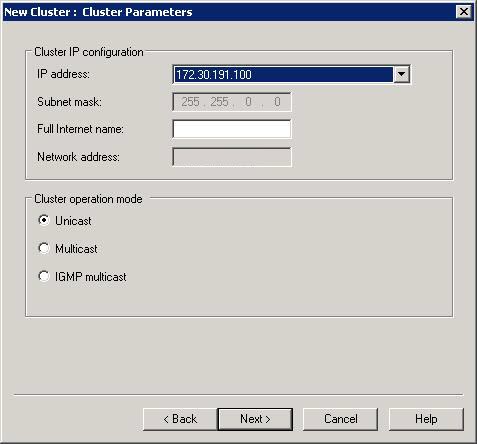 New Cluster :  Cluster Parameters
Cluster IP configuration
IP address: 172.30.191.100
Subnet mask: 255 . 255 . 0 . 0
Full Internet name:
Network address:
Cluster operation mode
Unicast
Multicast
IGMP multicast
< Back Next > Cancel Help